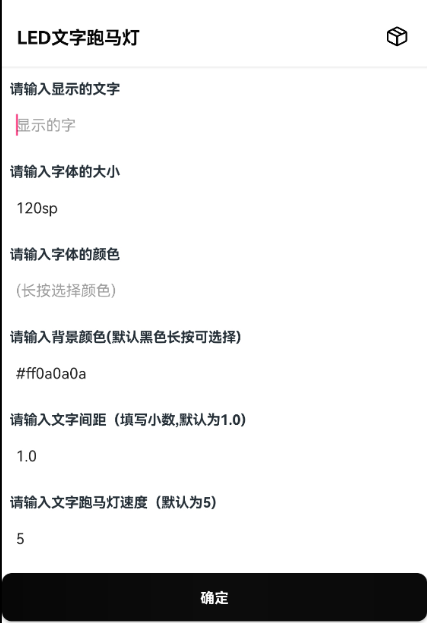 LED文字跑马灯
请输入显示的文字
显示的字
请输入字体的大小
120sp
请输入字体的颜色
(长按选择颜色)
请输入背景颜色(默认黑色长按可选择)
#ff0a0a0a
请输入文字间距（填写小数,默认为1.0）
1.0
请输入文字跑马灯速度（默认为5）
5
确定